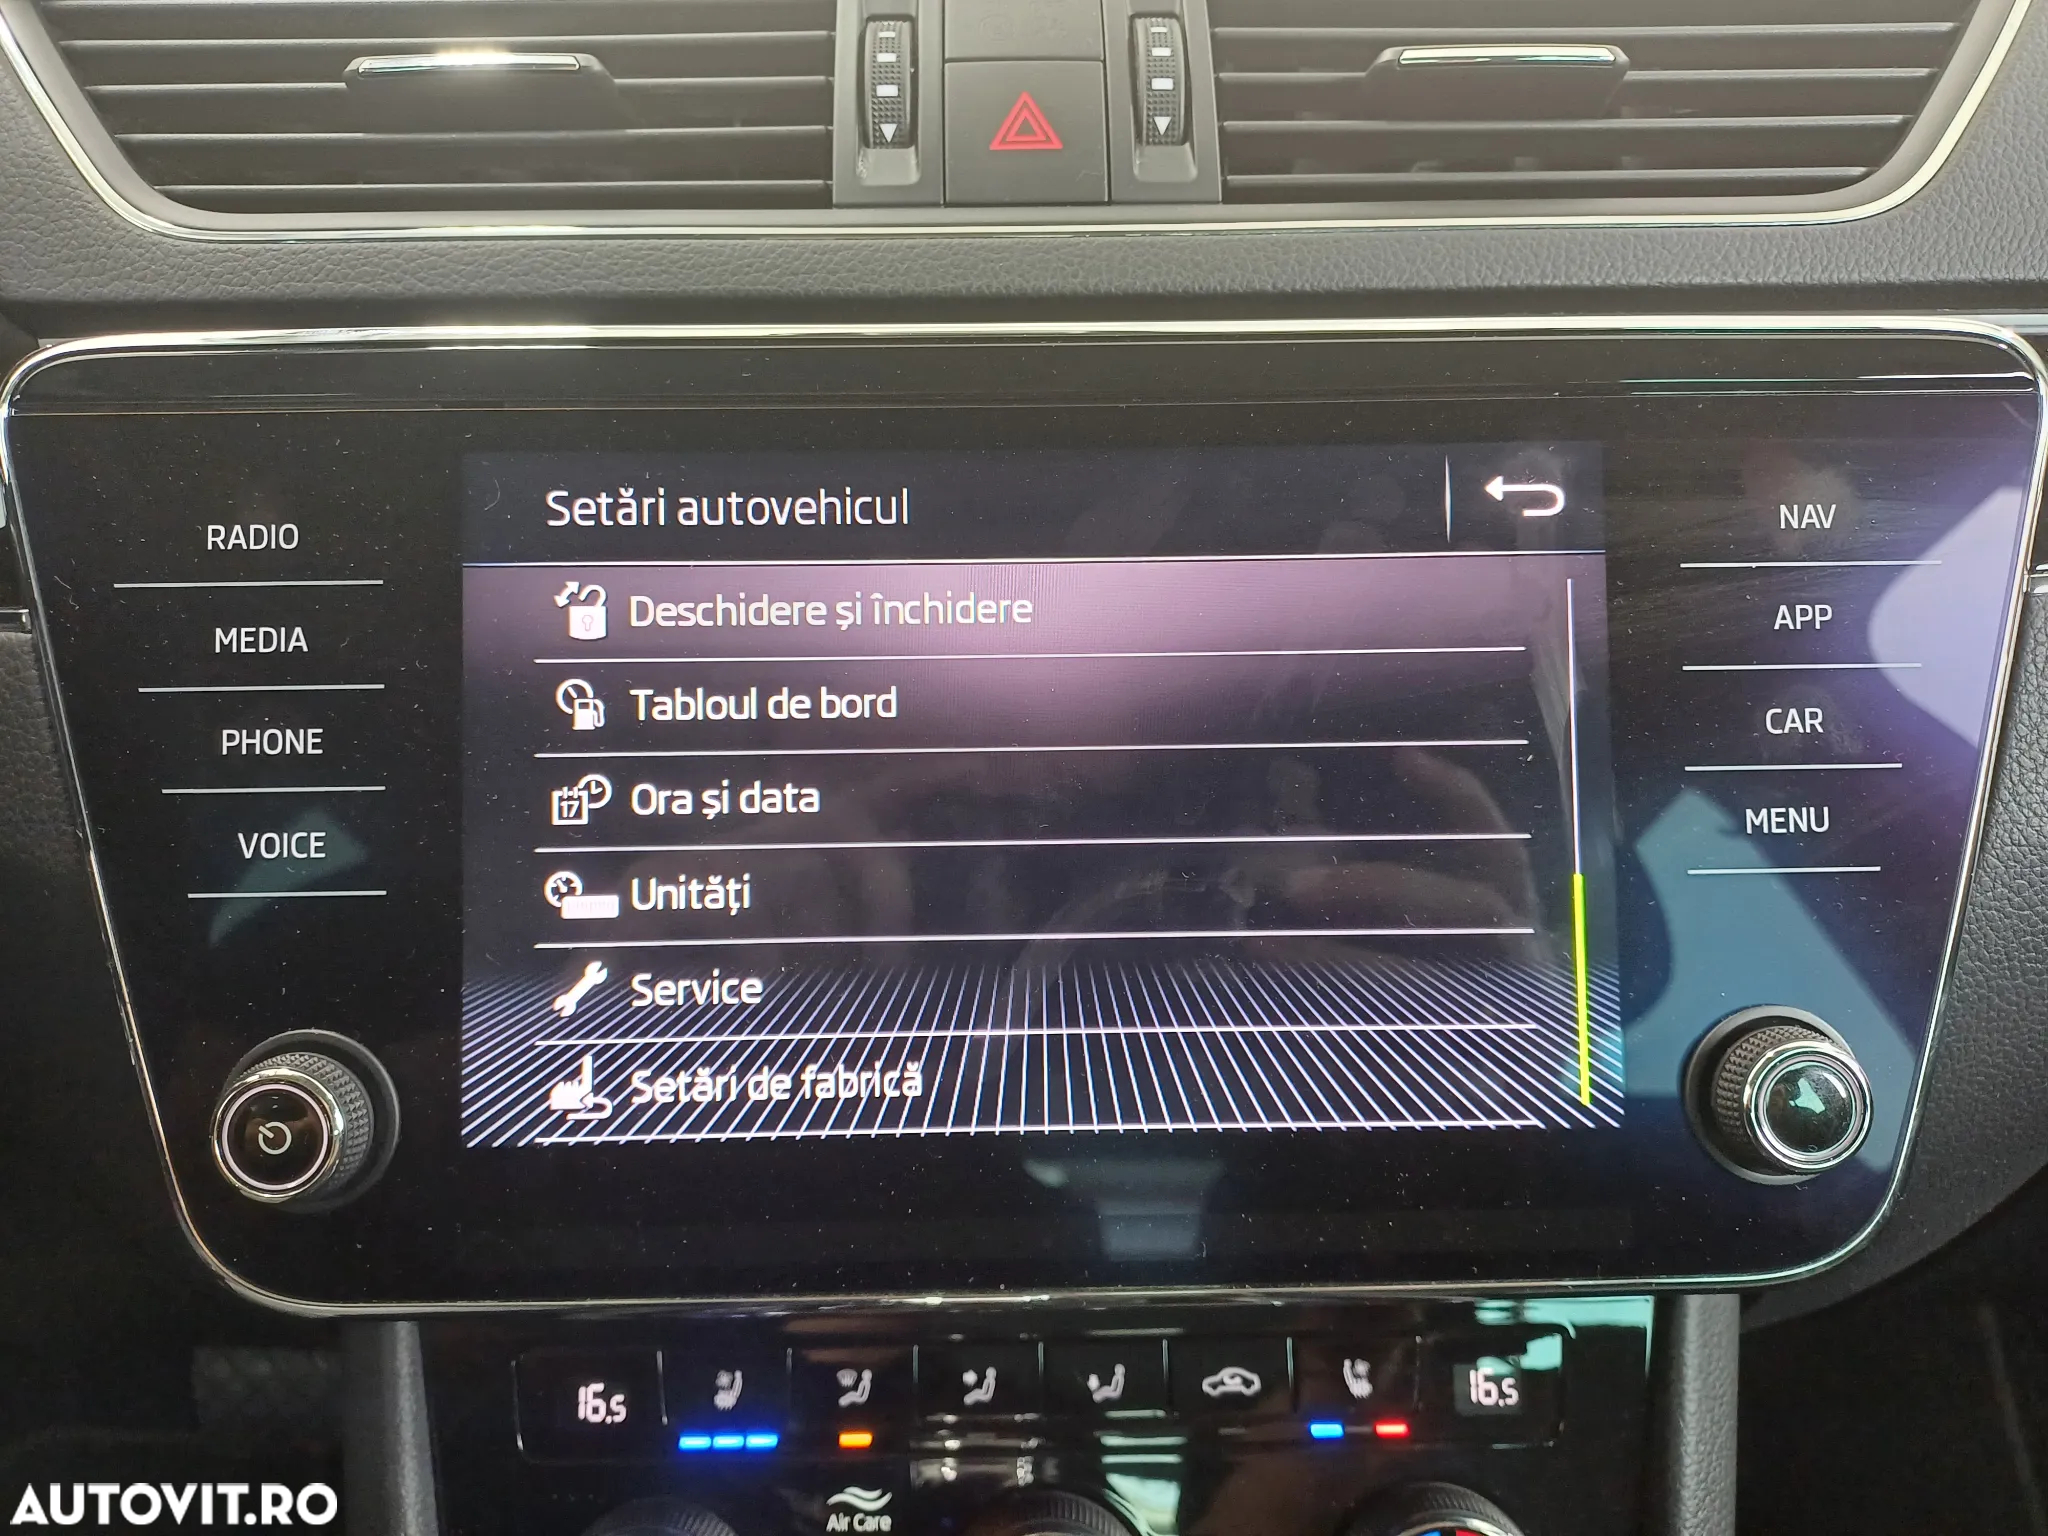 RADIO
MEDIA
PHONE
VOICE
Setări autovehicul
Deschidere și închidere
Tabloul de bord
17
Ora și data
Unități
Service
Setări de fabrică
NAV
APP
CAR
MENU
16.5
16.5
Air Care
AUTOVIT.RO